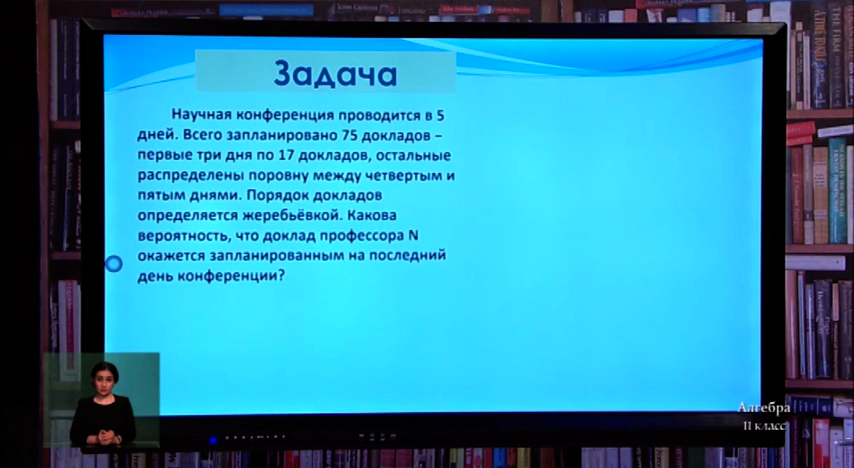 Задача
Научная конференция проводится в 5
дней. Всего запланировано 75 докладов –
первые три дня по 17 докладов, остальные
распределены поровну между четвертым и
пятым днями. Порядок докладов
определяется жеребьёвкой. Какова
вероятность, что доклад профессора N
окажется запланированным на последний
день конференции?
Алгебра
11 класс